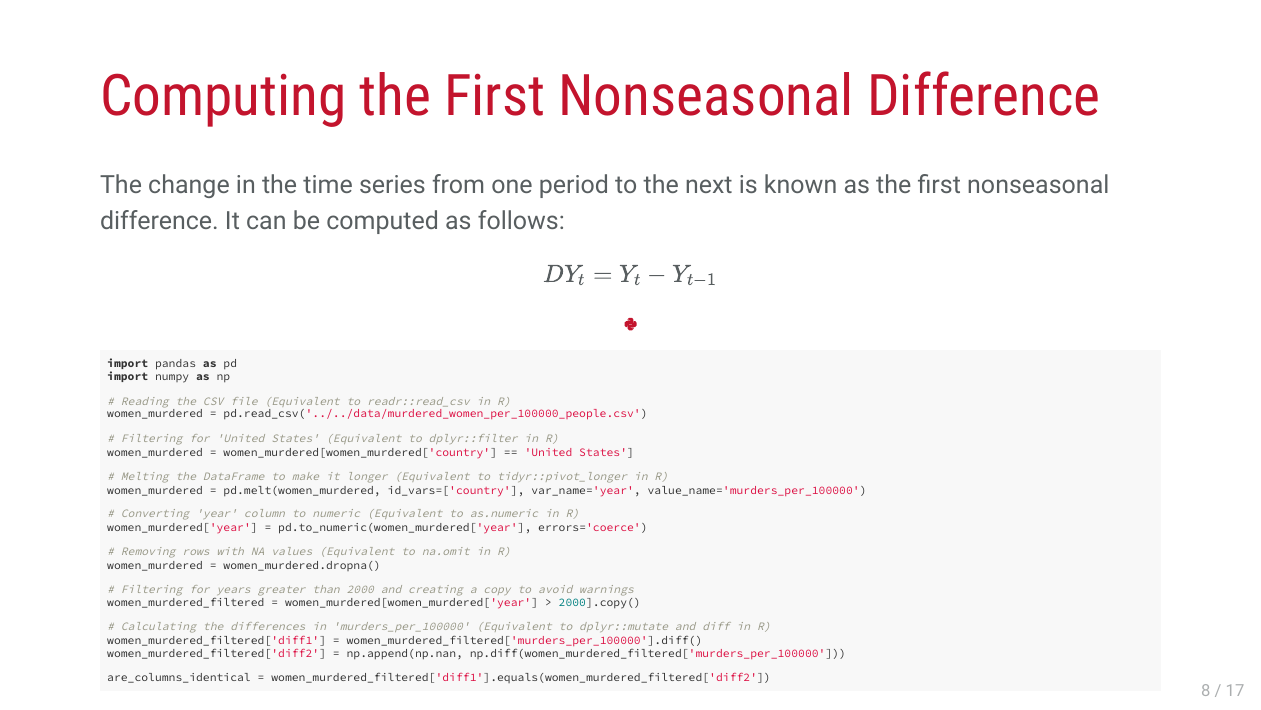 Computing the First Nonseasonal Difference
The change in the time series from one period to the next is known as the first nonseasonal
difference. It can be computed as follows:
DY_t = Y_t − Y_{t−1}
import pandas as pd
import numpy as np
# Reading the CSV file (Equivalent to readr::read_csv in R)
women_murdered = pd.read_csv('../../data/murdered_women_per_100000_people.csv')
# Filtering for 'United States' (Equivalent to dplyr::filter in R)
women_murdered = women_murdered[women_murdered['country'] == 'United States']
# Melting the DataFrame to make it longer (Equivalent to tidyr::pivot_longer in R)
women_murdered = pd.melt(women_murdered, id_vars=['country'], var_name='year', value_name='murders_per_100000')
# Converting 'year' column to numeric (Equivalent to as.numeric in R)
women_murdered['year'] = pd.to_numeric(women_murdered['year'], errors='coerce')
# Removing rows with NA values (Equivalent to na.omit in R)
women_murdered = women_murdered.dropna()
# Filtering for years greater than 2000 and creating a copy to avoid warnings
women_murdered_filtered = women_murdered[women_murdered['year'] > 2000].copy()
# Calculating the differences in 'murders_per_100000' (Equivalent to dplyr::mutate and diff in R)
women_murdered_filtered['diff1'] = women_murdered_filtered['murders_per_100000'].diff()
women_murdered_filtered['diff2'] = np.append(np.nan, np.diff(women_murdered_filtered['murders_per_100000']))
are_columns_identical = women_murdered_filtered['diff1'].equals(women_murdered_filtered['diff2'])
8 / 17